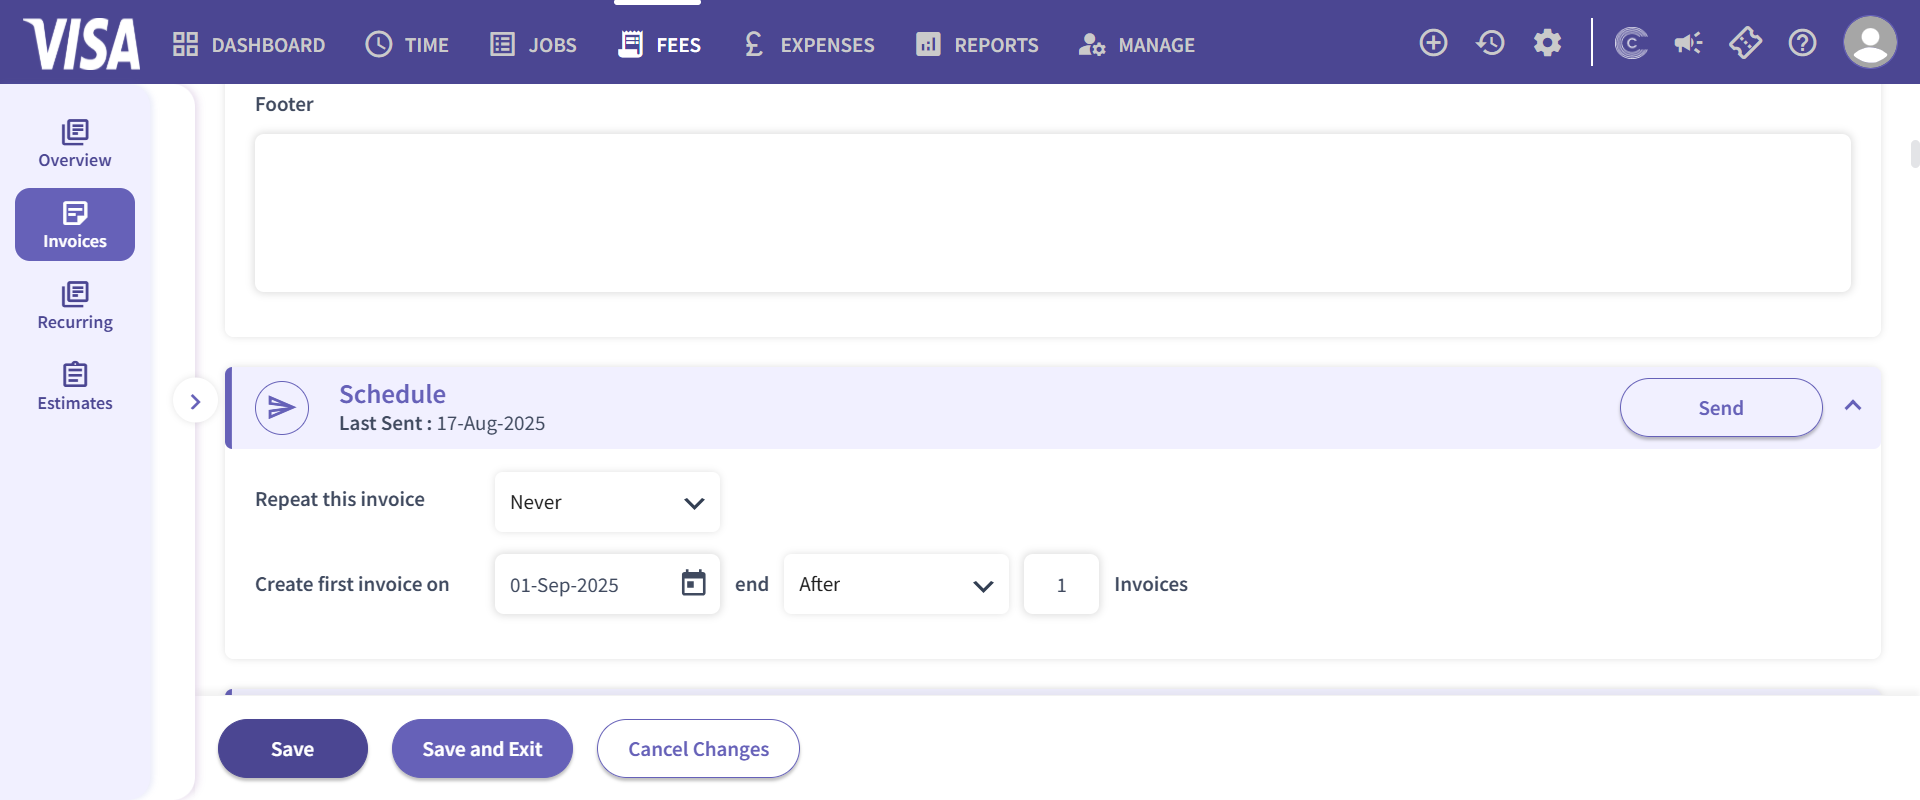 VISA
DASHBOARD TIME JOBS FEES £ EXPENSES REPORTS MANAGE
Overview
Invoices
Recurring
Estimates
Footer
Schedule
Last Sent : 17-Aug-2025
Send
Repeat this invoice Never
Create first invoice on 01-Sep-2025 end After 1 Invoices
Save Save and Exit Cancel Changes